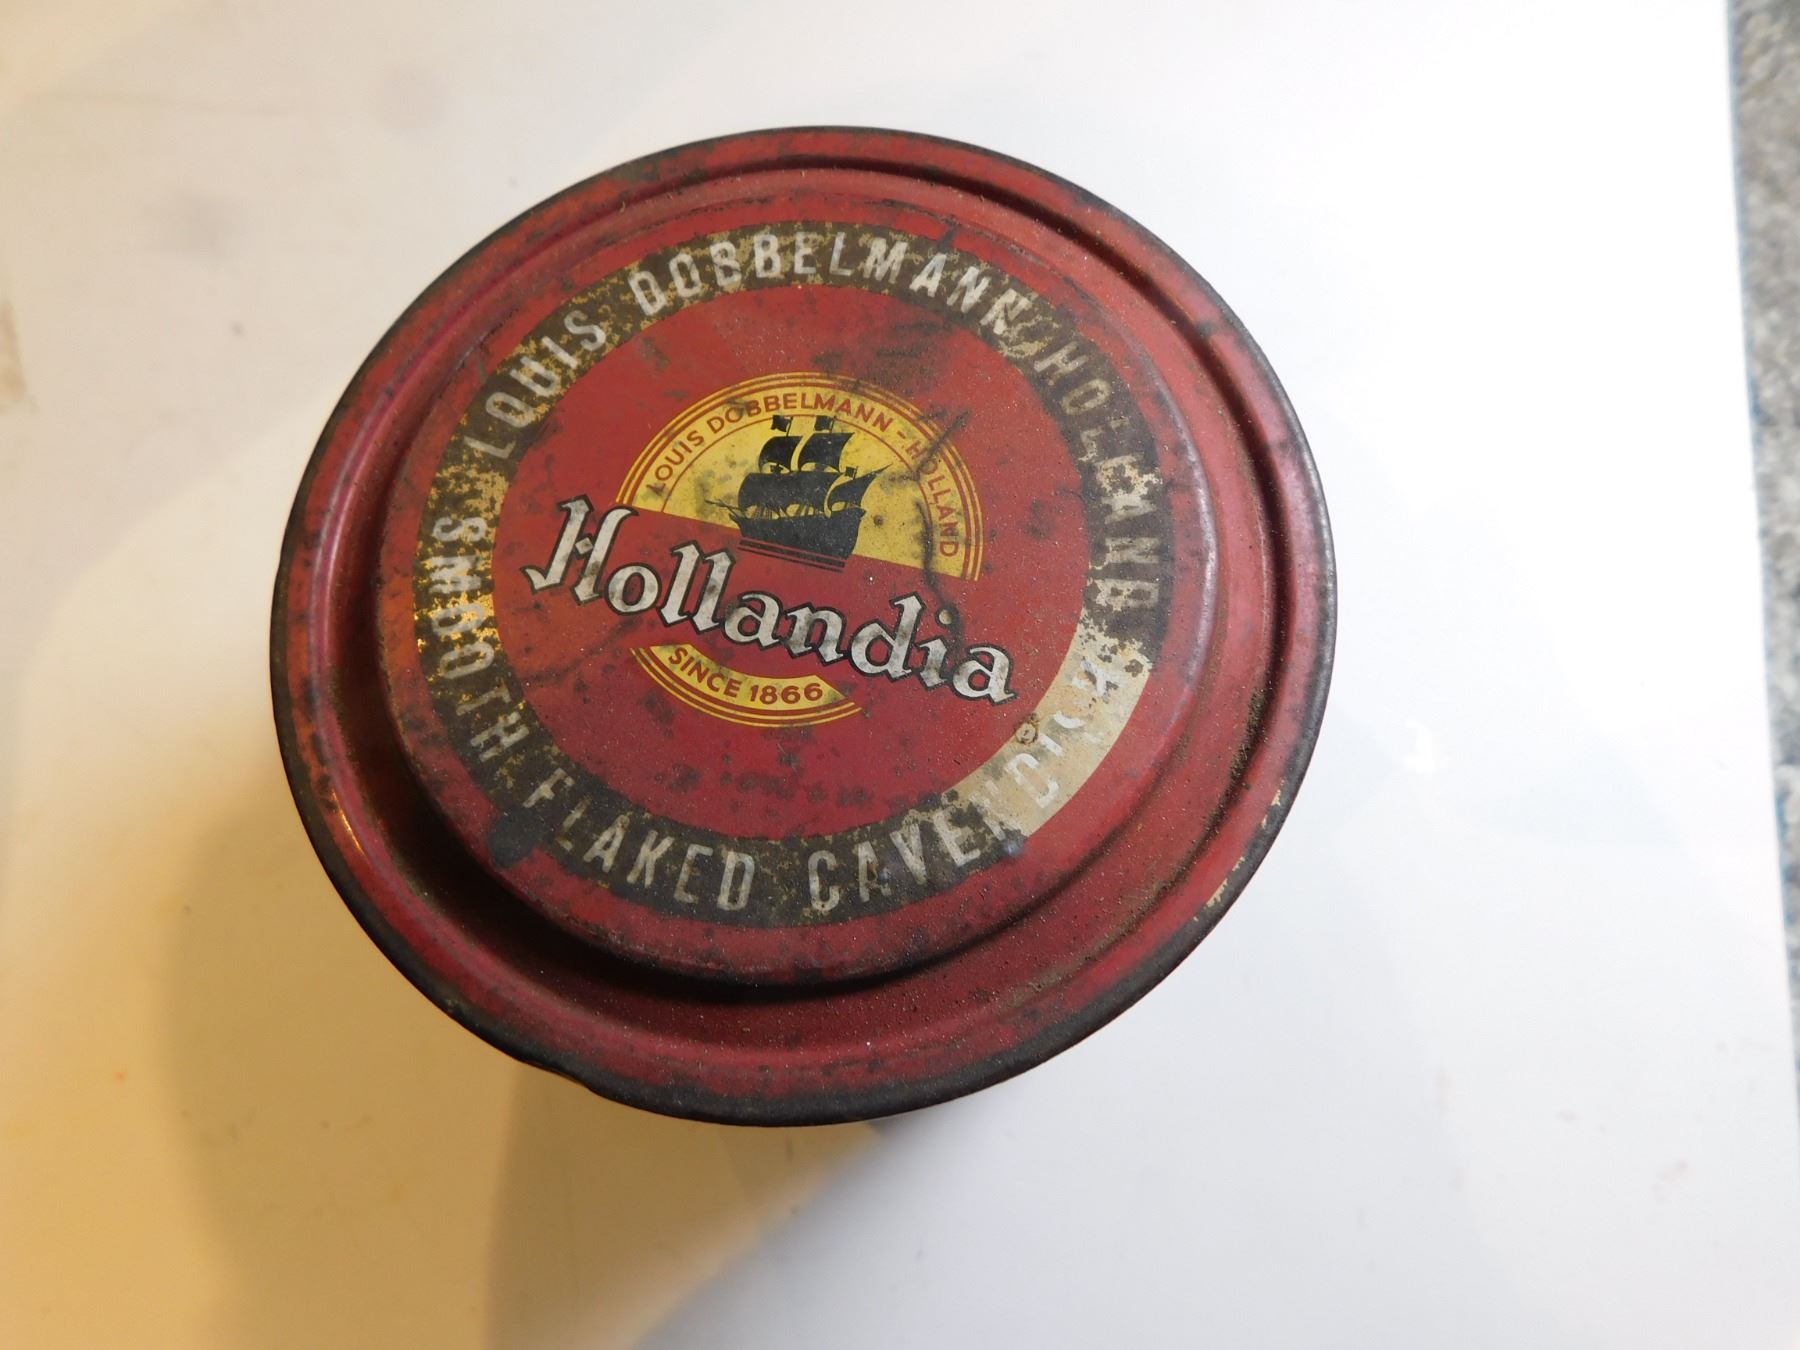 LOUIS DOBBELMANN HOLLAND
LOUIS DOBBELMANN - HOLLAND
Hollandia
SINCE 1866
SMOOTH FLAKED CAVENDISH